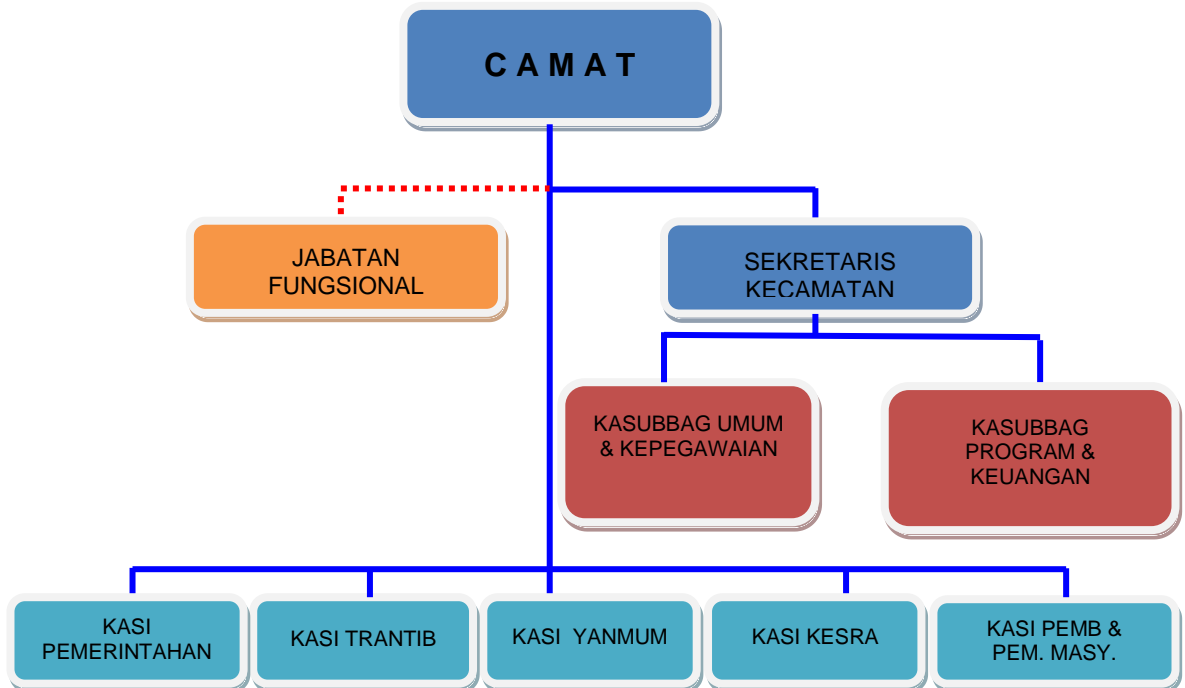 C A M A T
JABATAN
FUNGSIONAL
SEKRETARIS
KECAMATAN
KASUBBAG UMUM
& KEPEGAWAIAN
KASUBBAG
PROGRAM &
KEUANGAN
KASI
PEMERINTAHAN
KASI TRANTIB
KASI YANMUM
KASI KESRA
KASI PEMB &
PEM. MASY.